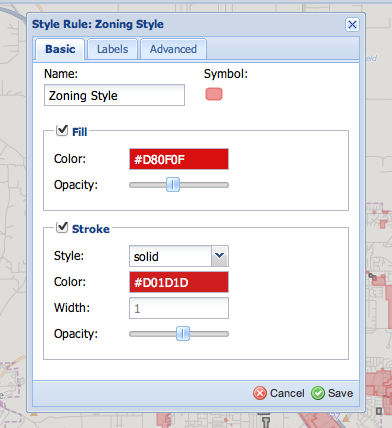 Style Rule: Zoning Style
Basic Labels Advanced
Name: Symbol:
Zoning Style
Fill
Color: #D80F0F
Opacity:
Stroke
Style: solid
Color: #D01D1D
Width: 1
Opacity:
Cancel Save